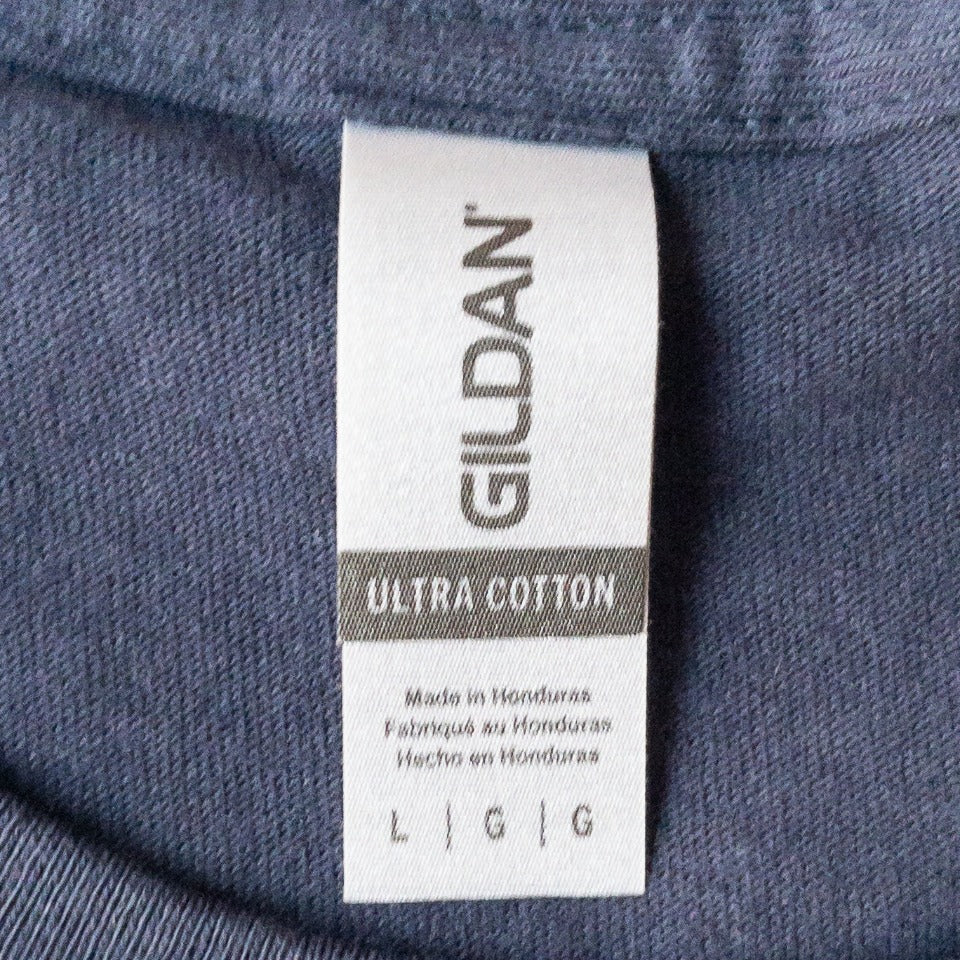 GILDAN
ULTRA COTTON
Made in Honduras
Fabriqué au Honduras
Hecho en Honduras
L | G | G